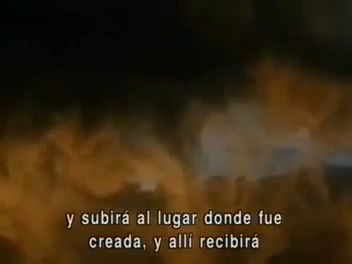 y subirá al lugar donde fue
creada, y allí recibirá